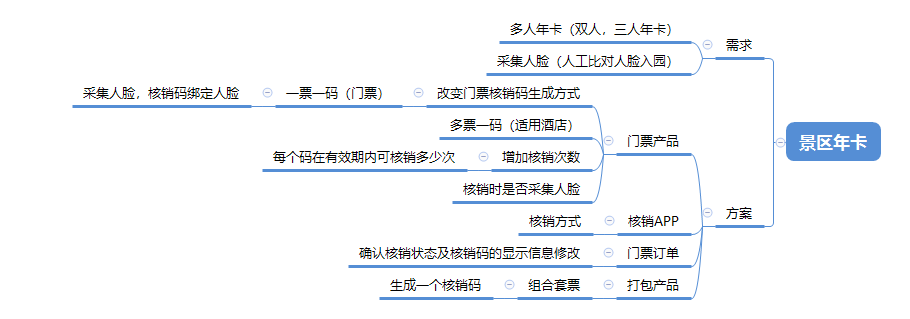 景区年卡
需求
多人年卡（双人，三人年卡）
采集人脸（人工比对人脸入园）
方案
门票产品
改变门票核销码生成方式
一票一码（门票）
采集人脸，核销码绑定人脸
多票一码（适用酒店）
增加核销次数
每个码在有效期内可核销多少次
核销时是否采集人脸
核销APP
核销方式
门票订单
确认核销状态及核销码的显示信息修改
打包产品
组合套票
生成一个核销码